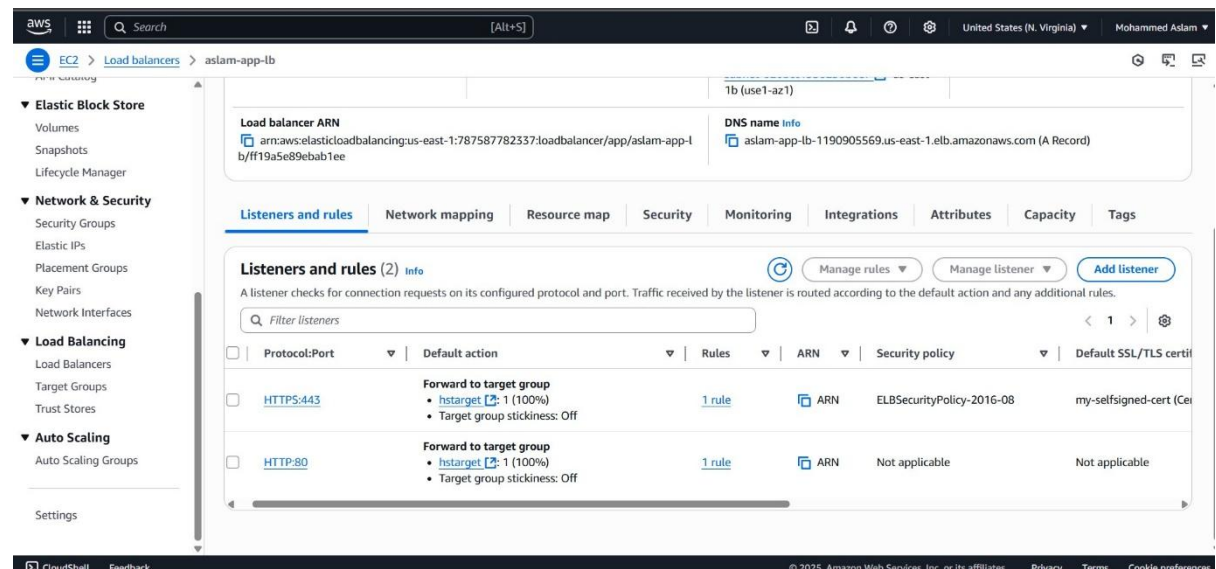 aws
Search [Alt+S]
United States (N. Virginia) Mohammed Aslam
EC2 > Load balancers > aslam-app-lb
AMI Catalog
Elastic Block Store
Volumes
Snapshots
Lifecycle Manager
Network & Security
Security Groups
Elastic IPs
Placement Groups
Key Pairs
Network Interfaces
Load Balancing
Load Balancers
Target Groups
Trust Stores
Auto Scaling
Auto Scaling Groups
Settings
1b (use1-az1)
Load balancer ARN
arn:aws:elasticloadbalancing:us-east-1:787587782337:loadbalancer/app/aslam-app-l
b/ff19a5e89ebab1ee
DNS name Info
aslam-app-lb-1190905569.us-east-1.elb.amazonaws.com (A Record)
Listeners and rules Network mapping Resource map Security Monitoring Integrations Attributes Capacity Tags
Listeners and rules (2) Info
Manage rules Manage listener Add listener
A listener checks for connection requests on its configured protocol and port. Traffic received by the listener is routed according to the default action and any additional rules.
Filter listeners
1
Protocol:Port Default action Rules ARN Security policy Default SSL/TLS certif
Forward to target group
HTTPS:443 • hstarget: 1 (100%) 1 rule ARN ELBSecurityPolicy-2016-08 my-selfsigned-cert (Cer
• Target group stickiness: Off
Forward to target group
HTTP:80 • hstarget: 1 (100%) 1 rule ARN Not applicable Not applicable
• Target group stickiness: Off
CloudShell Feedback © 2025, Amazon Web Services, Inc. or its affiliates. Privacy Terms Cookie preferences